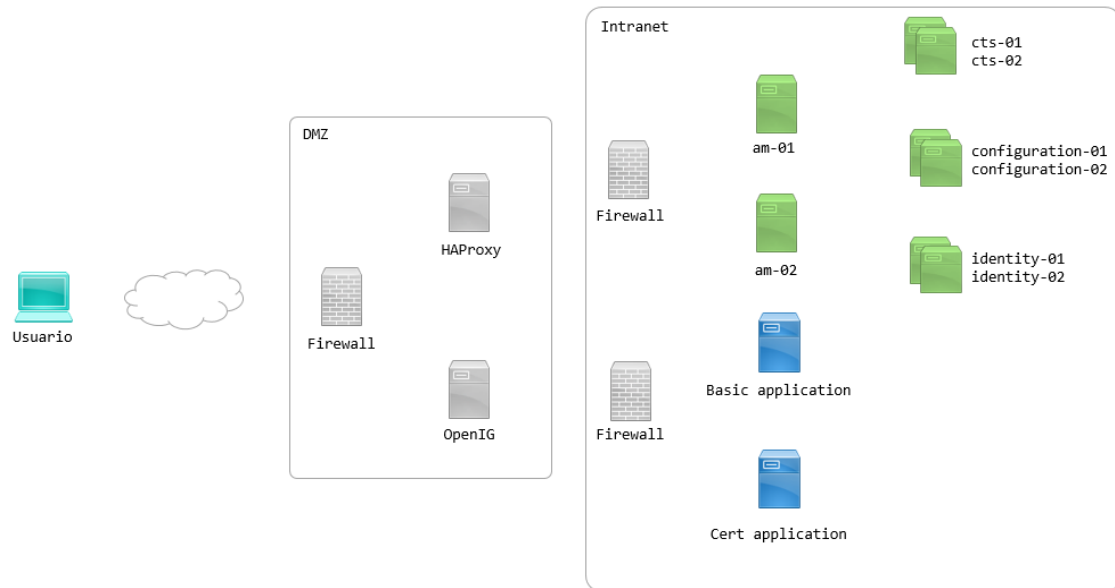 Intranet
cts-01
cts-02
DMZ
am-01
configuration-01
configuration-02
Firewall
HAProxy
am-02
identity-01
identity-02
Usuario
Firewall
Basic application
OpenIG
Firewall
Cert application